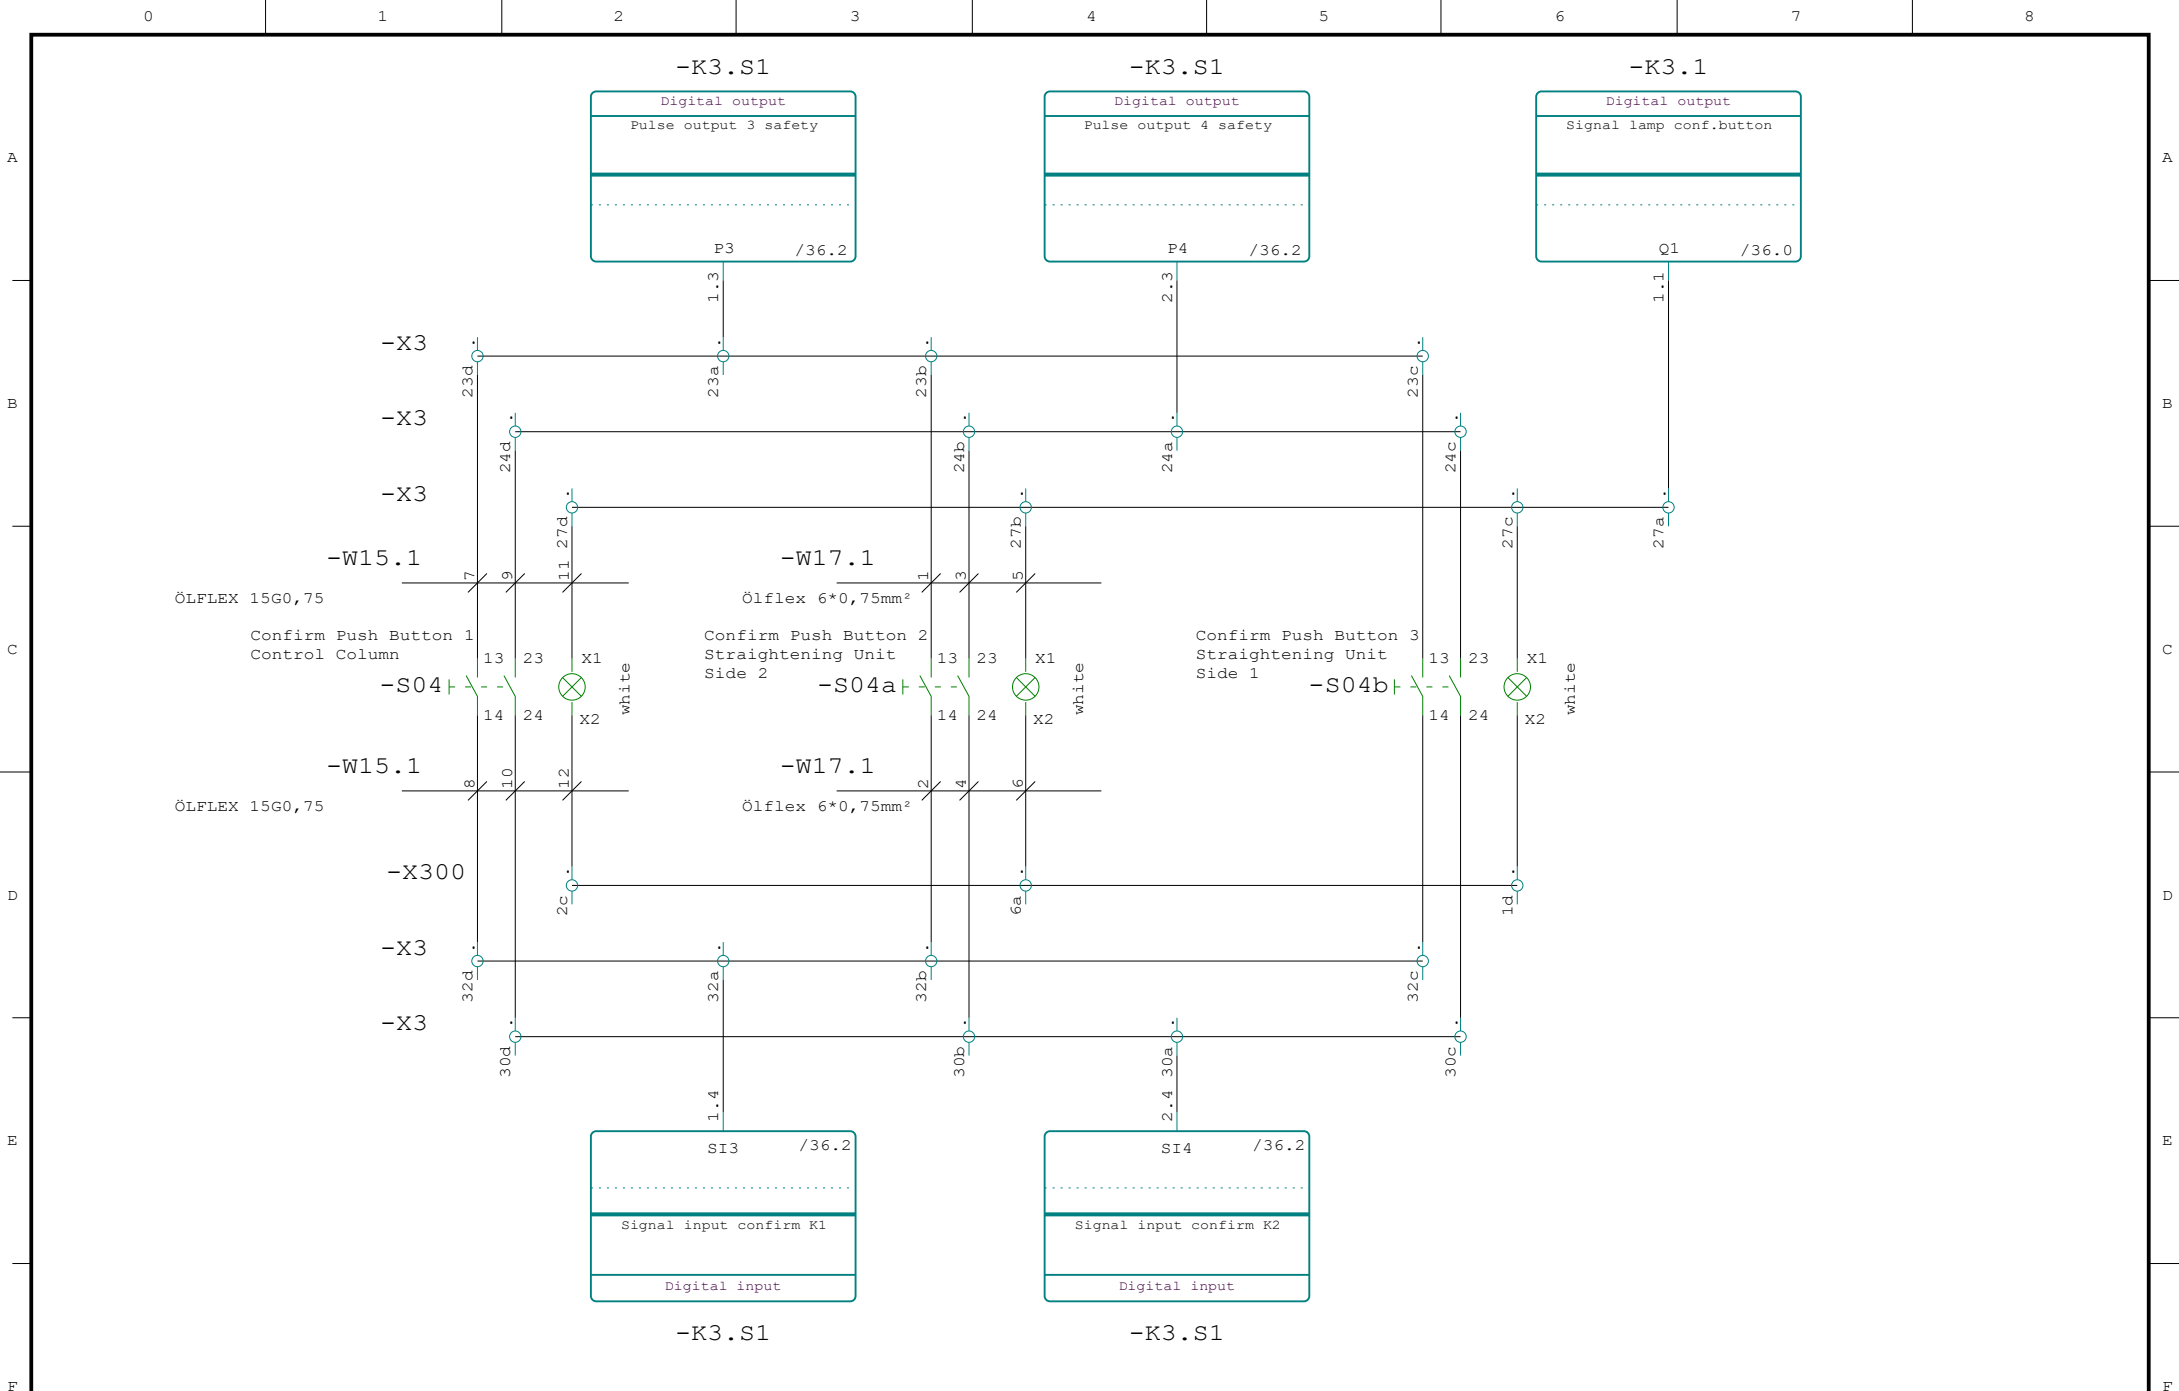 0 1 2 3 4 5 6 7 8
-K3.S1 -K3.S1 -K3.1
Digital output Digital output Digital output
Pulse output 3 safety Pulse output 4 safety Signal lamp conf.button
A A
P3 /36.2 P4 /36.2 Q1 /36.0
1.3 2.3 1.1
-X3
23d 23a 23b 23c
B B
-X3
24d 24b 24a 24c
-X3
27d 27b 27c 27a
-W15.1 -W17.1
7 9 11 1 3 5
ÖLFLEX 15G0,75 Ölflex 6*0,75mm²
Confirm Push Button 1 Confirm Push Button 2 Confirm Push Button 3
C Control Column Straightening Unit Straightening Unit C
Side 2 Side 1
13 23 X1 13 23 X1 13 23 X1
-S04 white -S04a white -S04b white
14 24 X2 14 24 X2 14 24 X2
-W15.1 -W17.1
8 10 12 2 4 6
ÖLFLEX 15G0,75 Ölflex 6*0,75mm²
-X300
D 2c 6a 1d D
-X3
32d 32a 32b 32c
-X3
30d 30b 30a 30c
1.4 2.4
E SI3 /36.2 SI4 /36.2 E
Signal input confirm K1 Signal input confirm K2
Digital input Digital input
-K3.S1 -K3.S1
F F